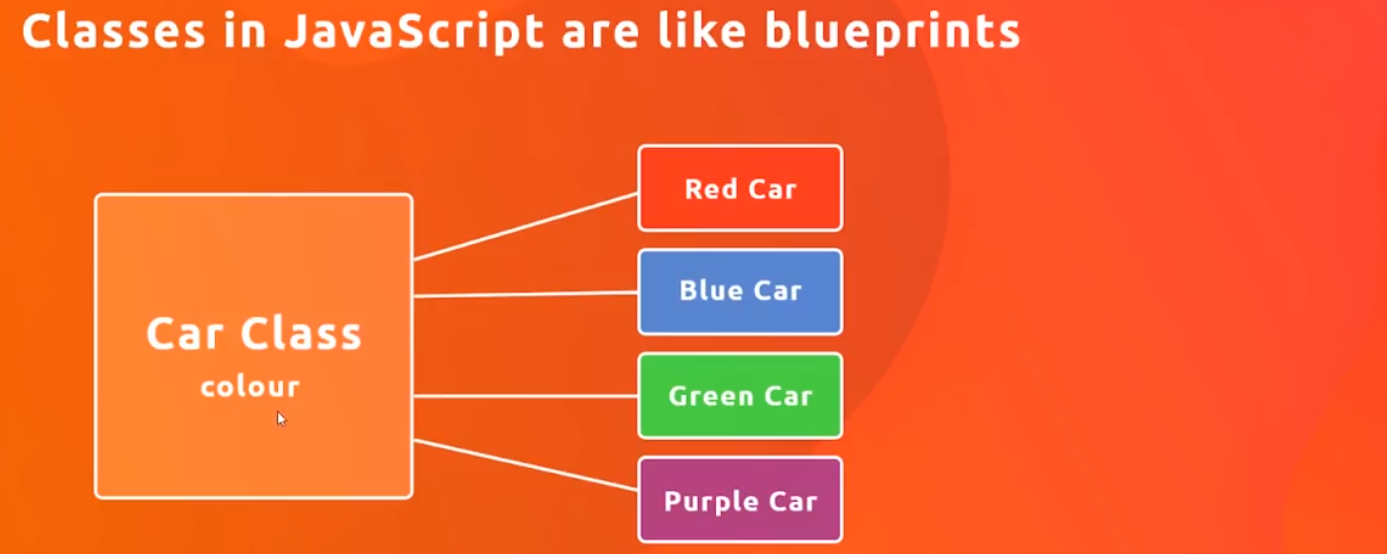 Classes in JavaScript are like blueprints
Car Class
colour
Red Car
Blue Car
Green Car
Purple Car